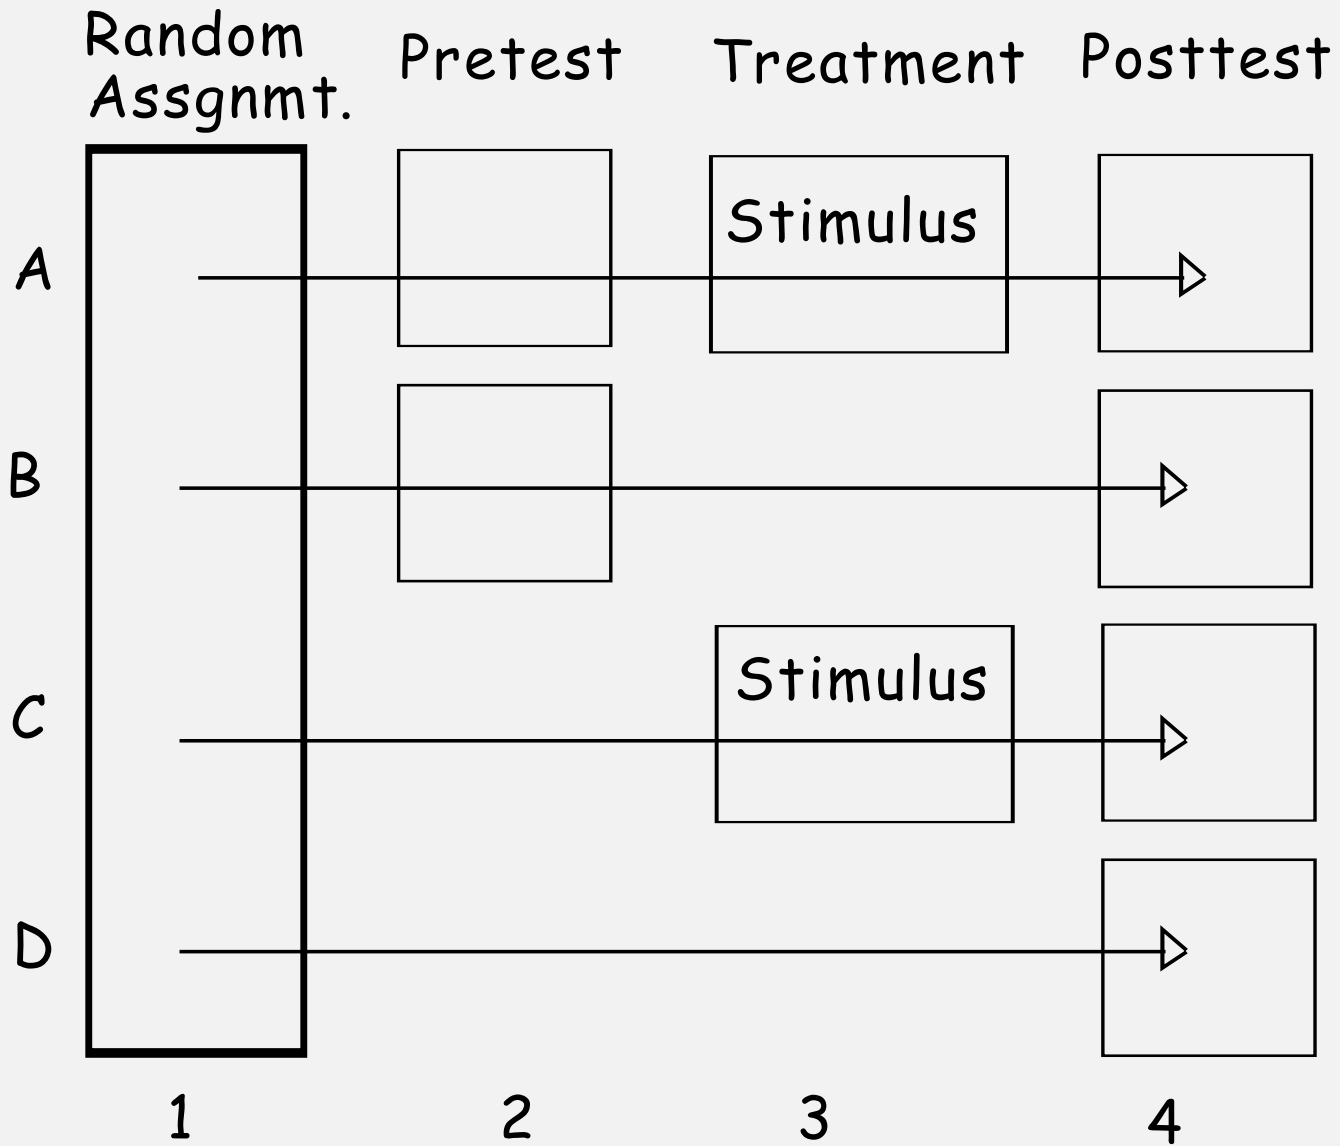 Random
Assgnmt.
Pretest
Treatment
Posttest
A
Stimulus
B
C
Stimulus
D
1 2 3 4